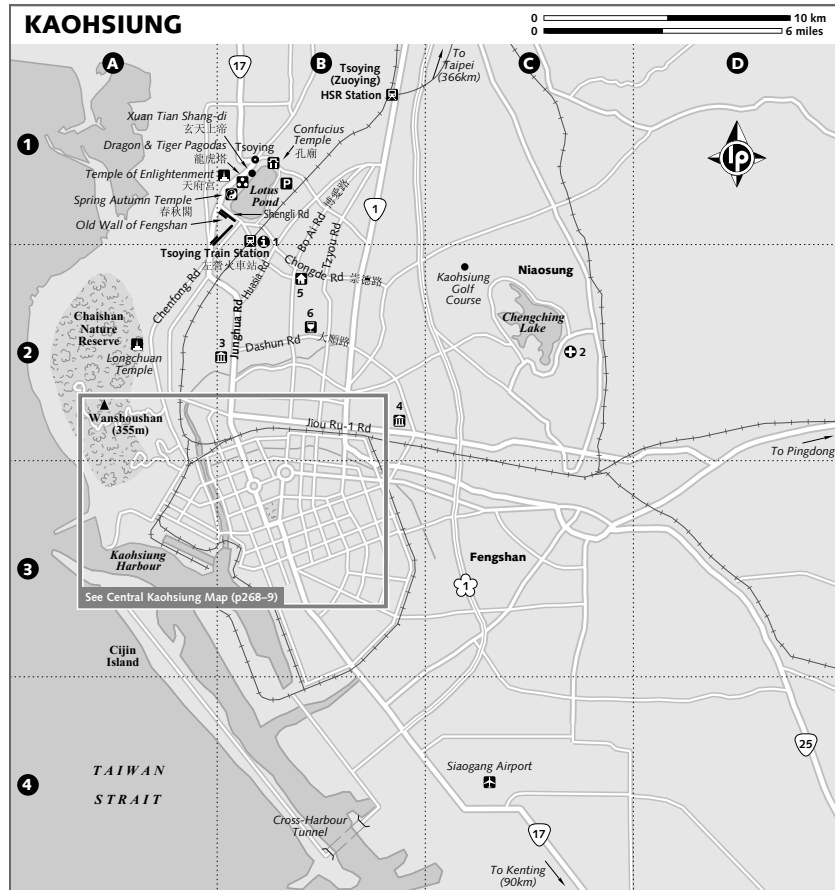 KAOHSIUNG
0 10 km
0 6 miles
A
B
C
D
1
2
3
4
17
To
Taipei
(366km)
Tsoying
(Zuoying)
HSR Station
Xuan Tian Shang-di
玄天上帝
Dragon & Tiger Pagodas
龍虎塔
Temple of Enlightenment
天府宮
Spring Autumn Temple
春秋閣
Old Wall of Fengshan
Tsoying
Confucius
Temple
孔廟
P
Lotus
Pond
Shengli Rd
Tsoying Train Station
左營火車站
1
Bo Ai Rd 博愛路
Tzyou Rd
1
Chongde Rd 崇德路
Huasia Rd
Chenfong Rd
Junghua Rd
5
6
3
Dashun Rd 大順路
Kaohsiung
Golf
Course
Niaosung
Chengching
Lake
2
Chaishan
Nature
Reserve
Longchuan
Temple
Wanshoushan
(355m)
4
Jiou Ru-1 Rd
To Pingdong
Kaohsiung
Harbour
See Central Kaohsiung Map (p268–9)
Fengshan
1
Cijin
Island
TAIWAN
STRAIT
Siaogang Airport
25
Cross-Harbour
Tunnel
17
To Kenting
(90km)
lp